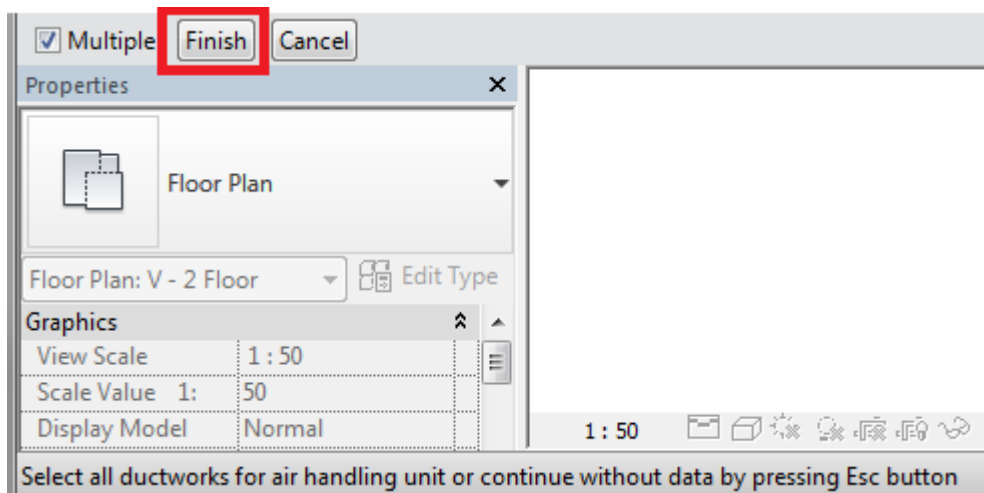 Multiple Finish Cancel
Properties
Floor Plan
Floor Plan: V - 2 Floor Edit Type
Graphics
View Scale 1 : 50
Scale Value 1: 50
Display Model Normal
1 : 50
Select all ductworks for air handling unit or continue without data by pressing Esc button